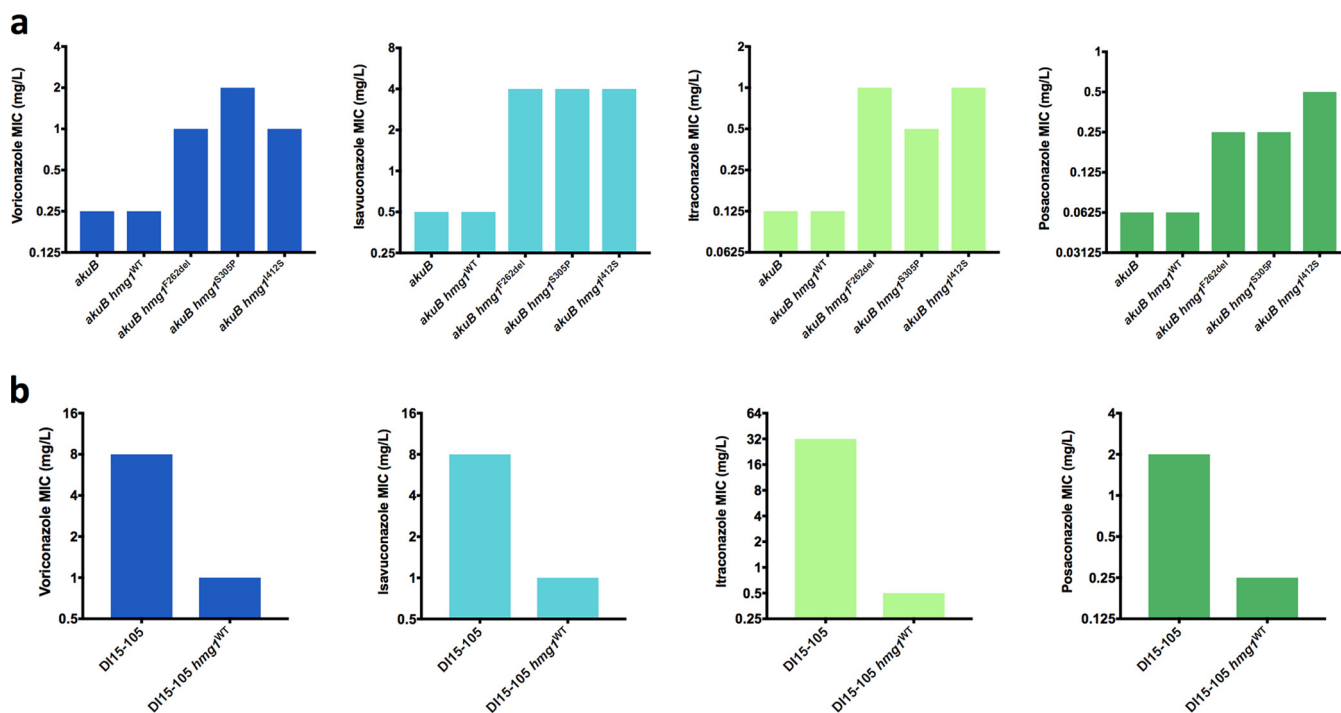 a
Voriconazole MIC (mg/L)
4
2
1
0.5
0.25
0.125
akuB
akuB hmg1WT
akuB hmg1F262del
akuB hmg1S305P
akuB hmg1I412S
Isavuconazole MIC (mg/L)
8
4
2
1
0.5
0.25
akuB
akuB hmg1WT
akuB hmg1F262del
akuB hmg1S305P
akuB hmg1I412S
Itraconazole MIC (mg/L)
2
1
0.5
0.25
0.125
0.0625
akuB
akuB hmg1WT
akuB hmg1F262del
akuB hmg1S305P
akuB hmg1I412S
Posaconazole MIC (mg/L)
1
0.5
0.25
0.125
0.0625
0.03125
akuB
akuB hmg1WT
akuB hmg1F262del
akuB hmg1S305P
akuB hmg1I412S
b
Voriconazole MIC (mg/L)
16
8
4
2
1
0.5
DI15-105
DI15-105 hmg1WT
Isavuconazole MIC (mg/L)
16
8
4
2
1
0.5
DI15-105
DI15-105 hmg1WT
Itraconazole MIC (mg/L)
64
32
16
8
4
2
1
0.5
0.25
DI15-105
DI15-105 hmg1WT
Posaconazole MIC (mg/L)
4
2
1
0.5
0.25
0.125
DI15-105
DI15-105 hmg1WT